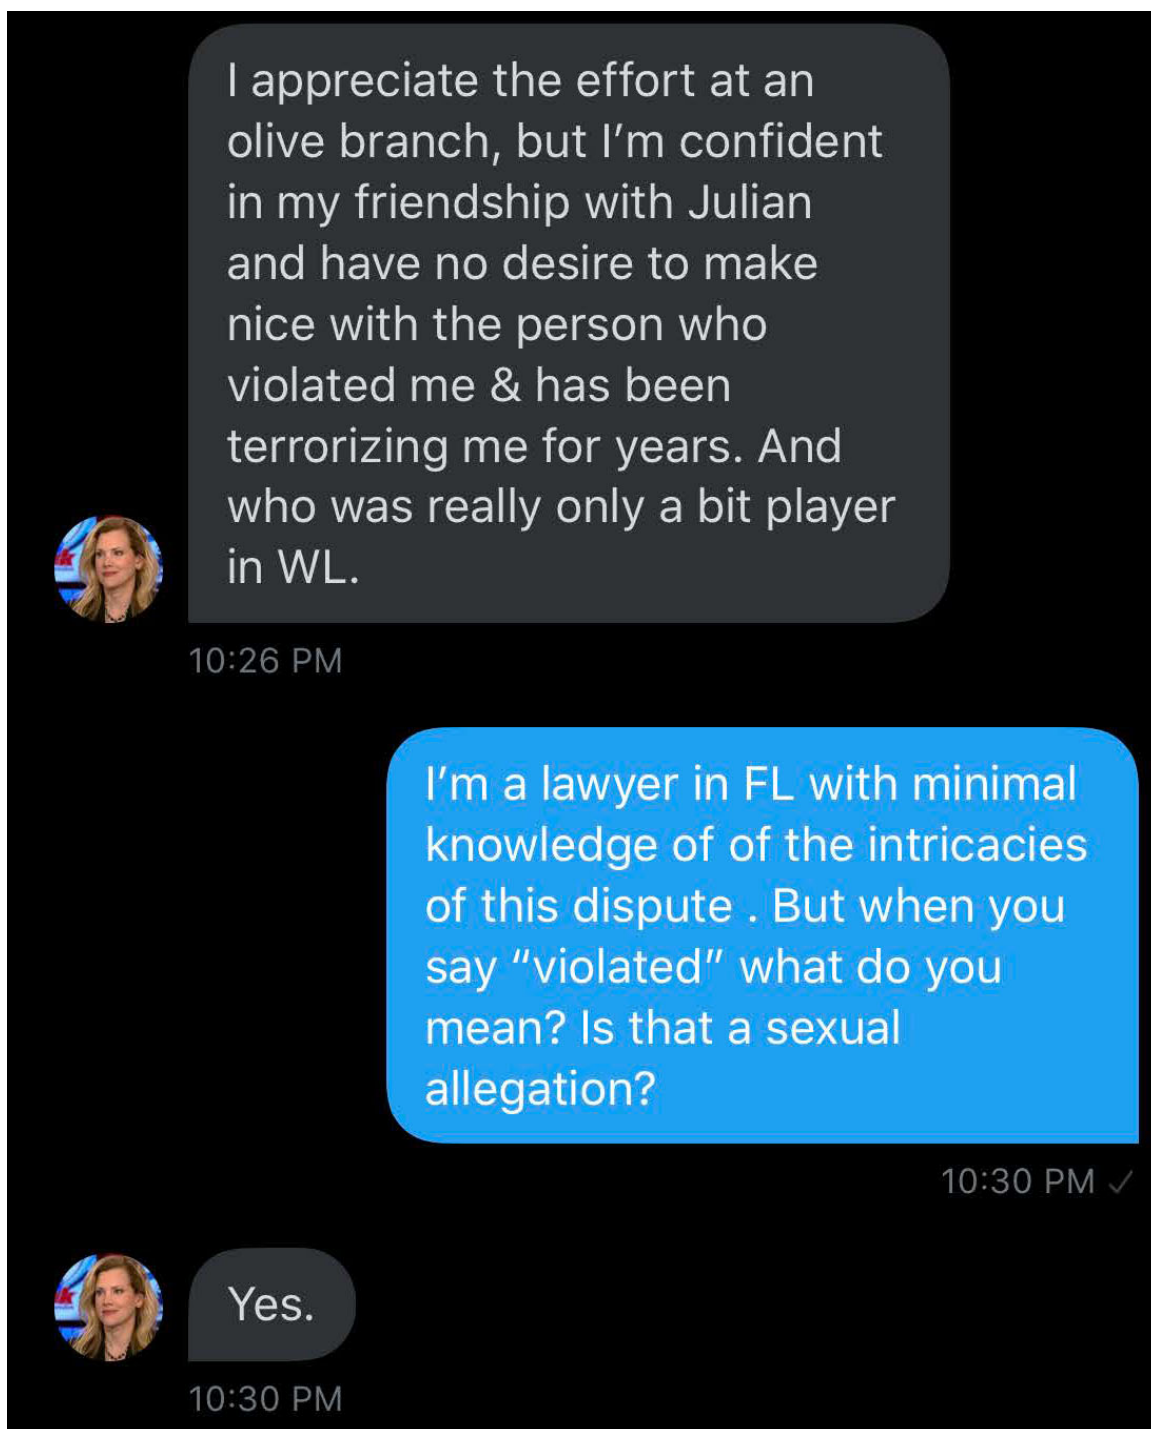 I appreciate the effort at an
olive branch, but I’m confident
in my friendship with Julian
and have no desire to make
nice with the person who
violated me & has been
terrorizing me for years. And
who was really only a bit player
in WL.
10:26 PM
I’m a lawyer in FL with minimal
knowledge of of the intricacies
of this dispute . But when you
say “violated” what do you
mean? Is that a sexual
allegation?
10:30 PM ✓
Yes.
10:30 PM